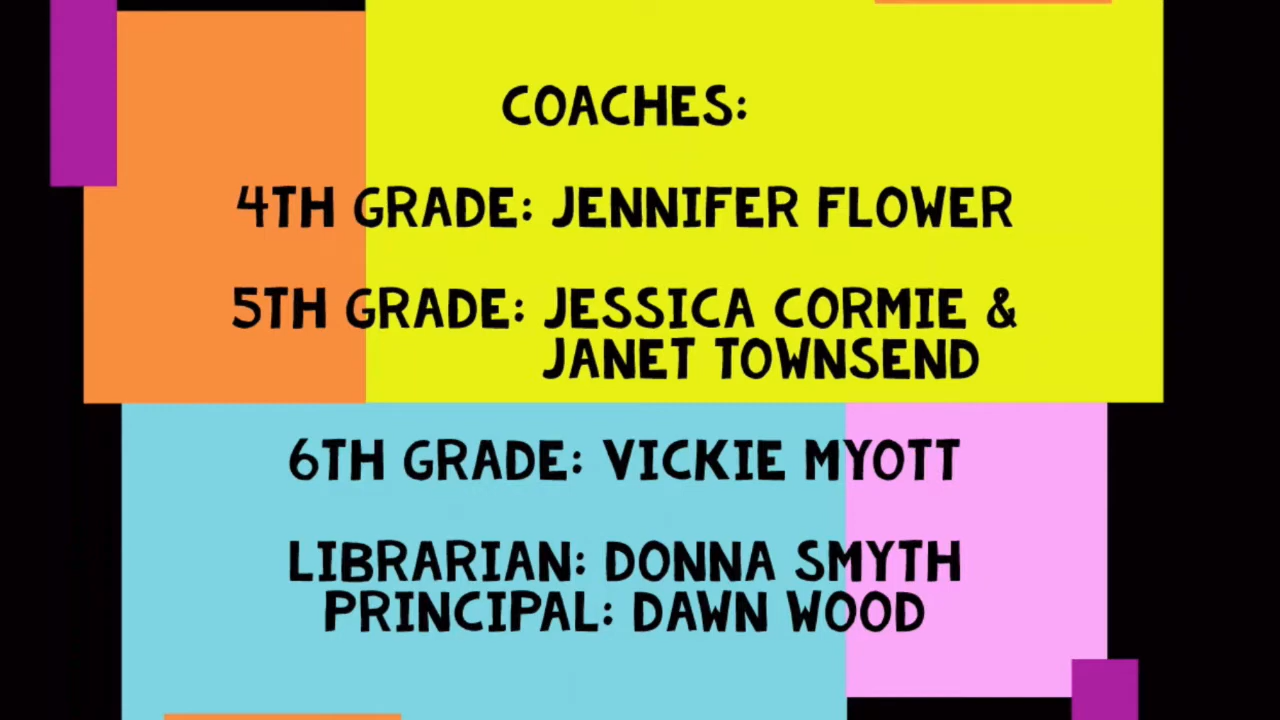 COACHES:
4TH GRADE: JENNIFER FLOWER
5TH GRADE: JESSICA CORMIE &
JANET TOWNSEND
6TH GRADE: VICKIE MYOTT
LIBRARIAN: DONNA SMYTH
PRINCIPAL: DAWN WOOD